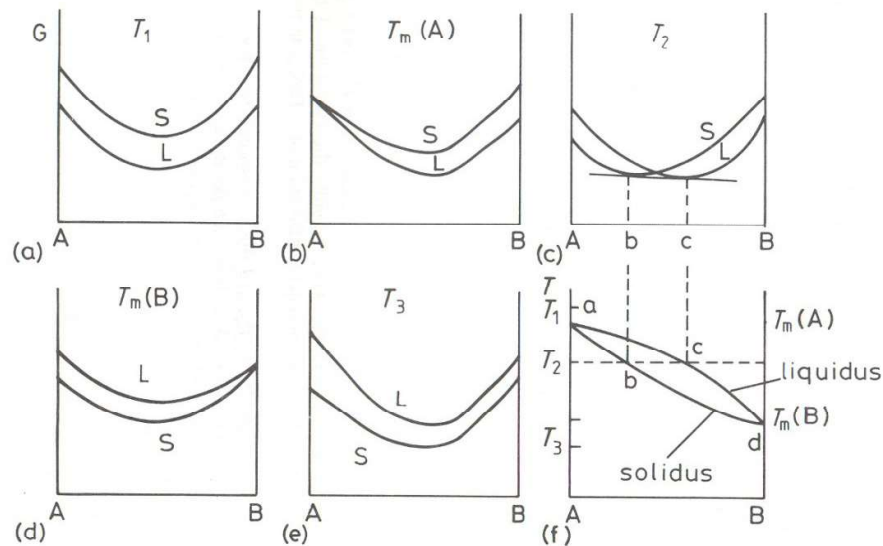 G
T₁
S
L
A
B
(a)
Tₘ(A)
S
L
A
B
(b)
T₂
S
L
A
b
c
B
(c)
Tₘ(B)
L
S
A
B
(d)
T₃
L
S
A
B
(e)
T
T₁
a
Tₘ(A)
T₂
c
b
liquidus
Tₘ(B)
T₃
d
solidus
A
B
(f)